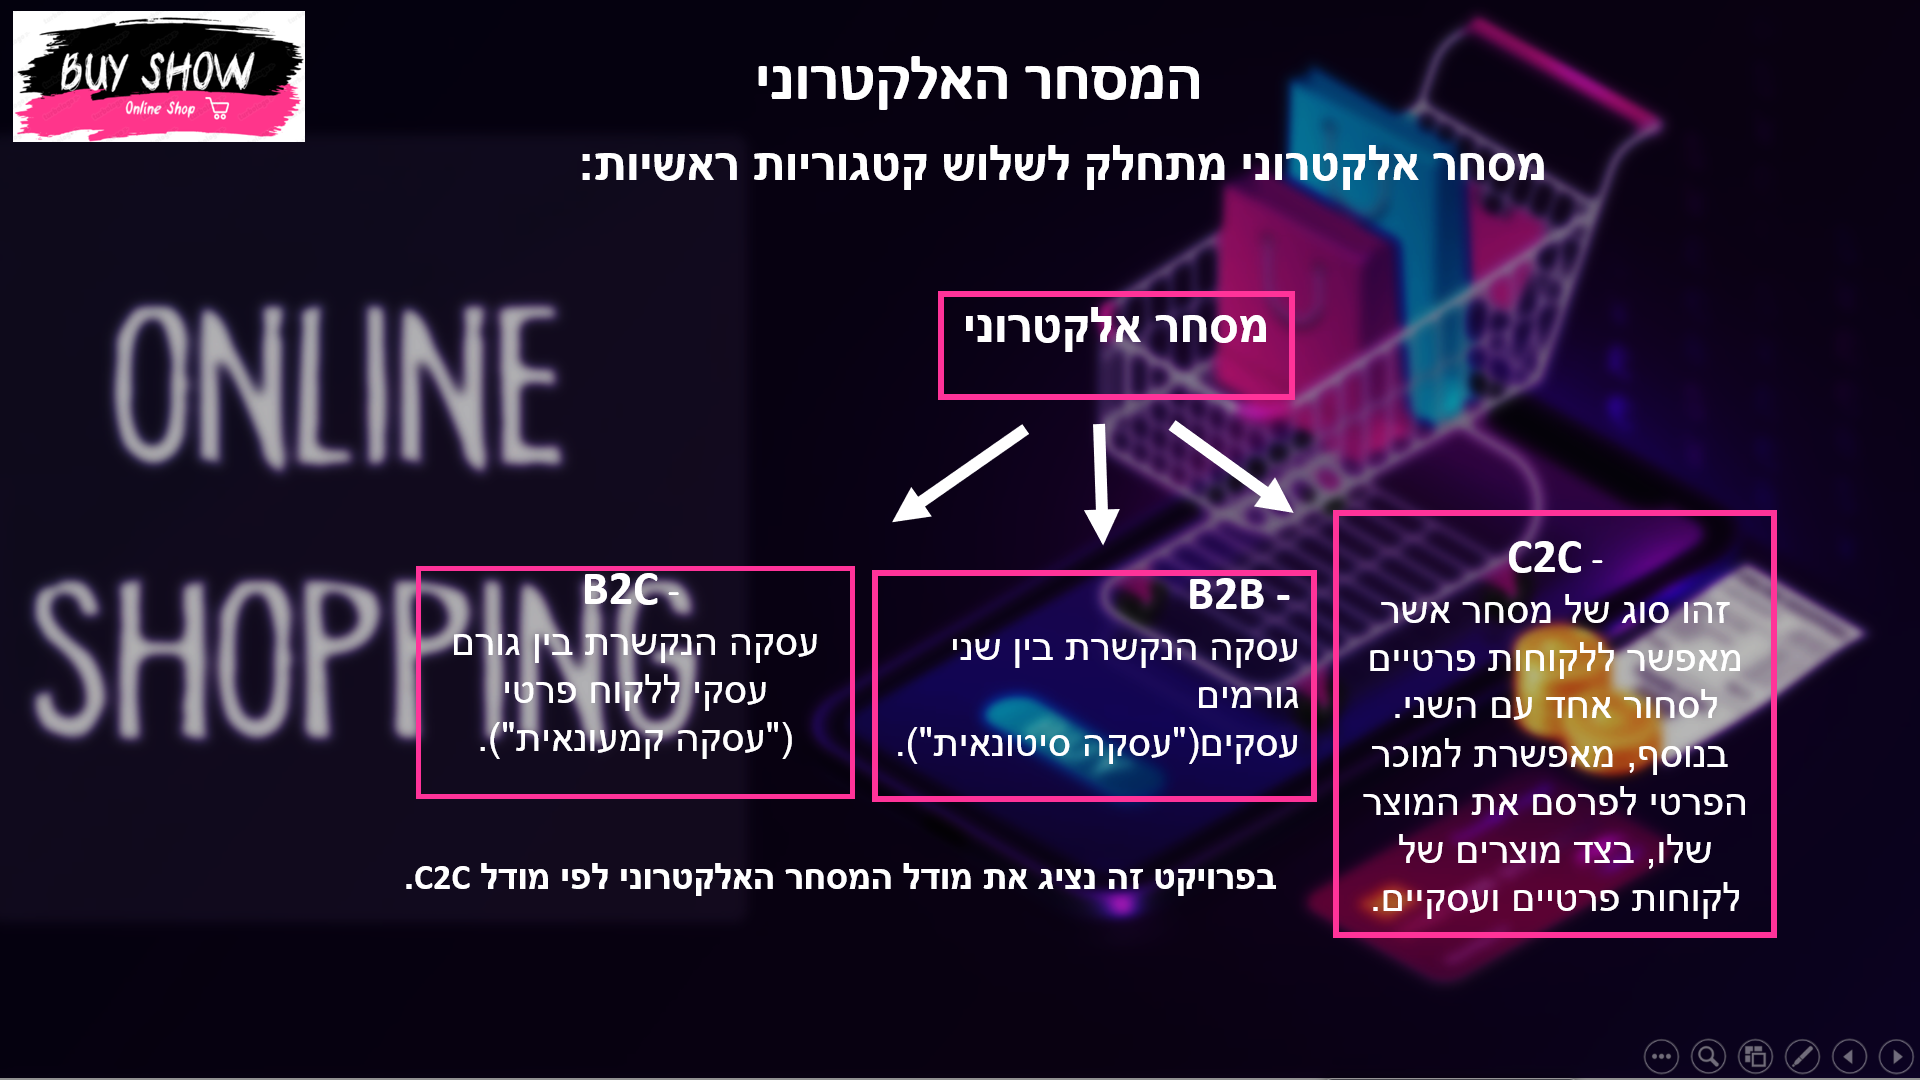 BUY SHOW
Online Shop
המסחר האלקטרוני
מסחר אלקטרוני מתחלק לשלוש קטגוריות ראשיות:
ONLINE
SHOPPING
מסחר אלקטרוני
C2C -
זהו סוג של מסחר אשר
מאפשר ללקוחות פרטיים
לסחור אחד עם השני.
בנוסף, מאפשרת למוכר
הפרטי לפרסם את המוצר
שלו, בצד מוצרים של
לקוחות פרטיים ועסקיים.
B2B -
עסקה הנקשרת בין שני
גורמים
עסקים("עסקה סיטונאית").
B2C -
עסקה הנקשרת בין גורם
עסקי ללקוח פרטי
("עסקה קמעונאית").
בפרויקט זה נציג את מודל המסחר האלקטרוני לפי מודל C2C.